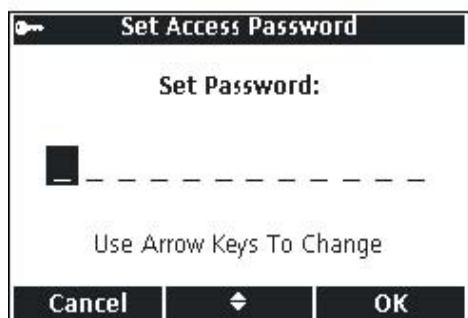 Set Access Password
Set Password:
_ _ _ _ _ _ _ _ _ _ _ _
Use Arrow Keys To Change
Cancel OK